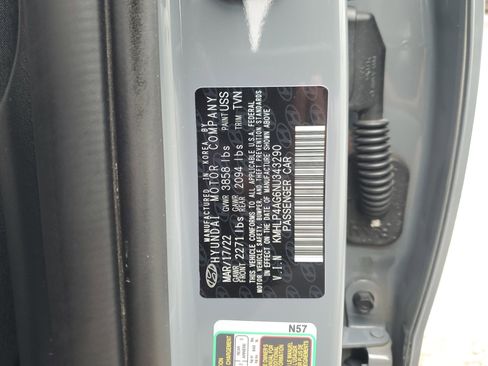 MANUFACTURED IN KOREA, BY
HYUNDAI MOTOR COMPANY
MAR/17/22 GVWR 3858 lbs PAINT USS
GAWR FRONT 2271 lbs GAWR REAR 2094 lbs TRIM TVN
THIS VEHICLE CONFORMS TO ALL APPLICABLE U.S.A. FEDERAL
MOTOR VEHICLE SAFETY, BUMPER, AND THEFT PREVENTION STANDARDS
IN EFFECT ON THE DATE OF MANUFACTURE SHOWN ABOVE
V.I.N KMHLP4AG6NU343290
PASSENGER CAR
N57